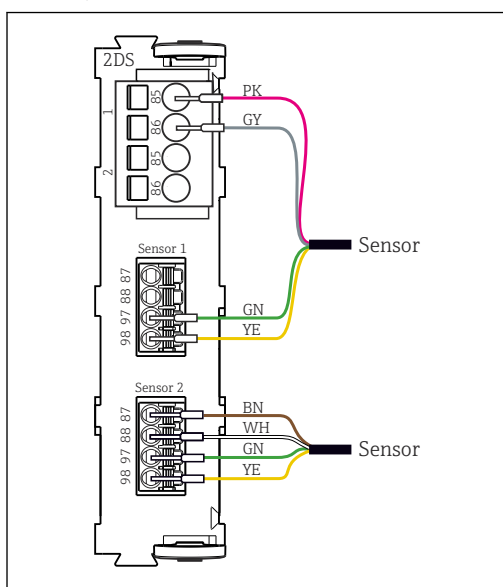 2DS
1
85
PK
86
GY
2
85
86
Sensor
Sensor 1
87
88
97
GN
98
YE
Sensor 2
87
BN
88
WH
97
GN
Sensor
98
YE